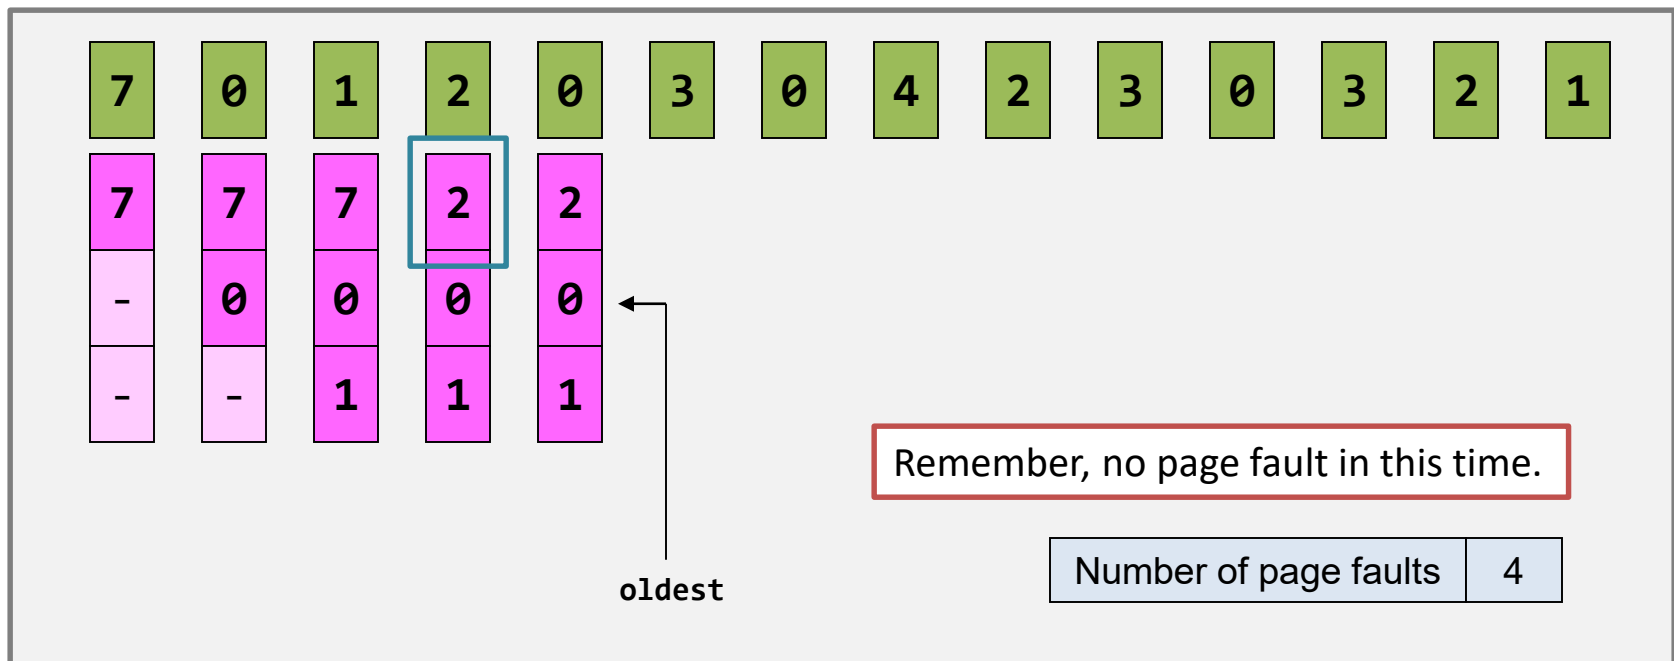 7 0 1 2 0 3 0 4 2 3 0 3 2 1
7 7 7 2 2
- 0 0 0 0
- - 1 1 1
Remember, no page fault in this time.
Number of page faults 4
oldest